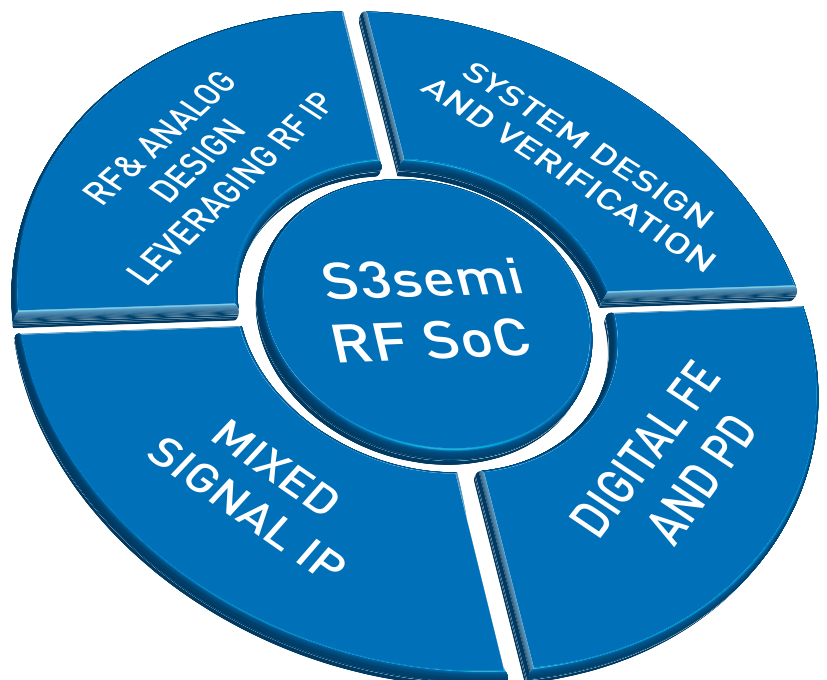 RF& ANALOG
DESIGN
LEVERAGING RF IP
SYSTEM DESIGN
AND VERIFICATION
S3semi
RF SoC
MIXED
SIGNAL IP
DIGITAL FE
AND PD